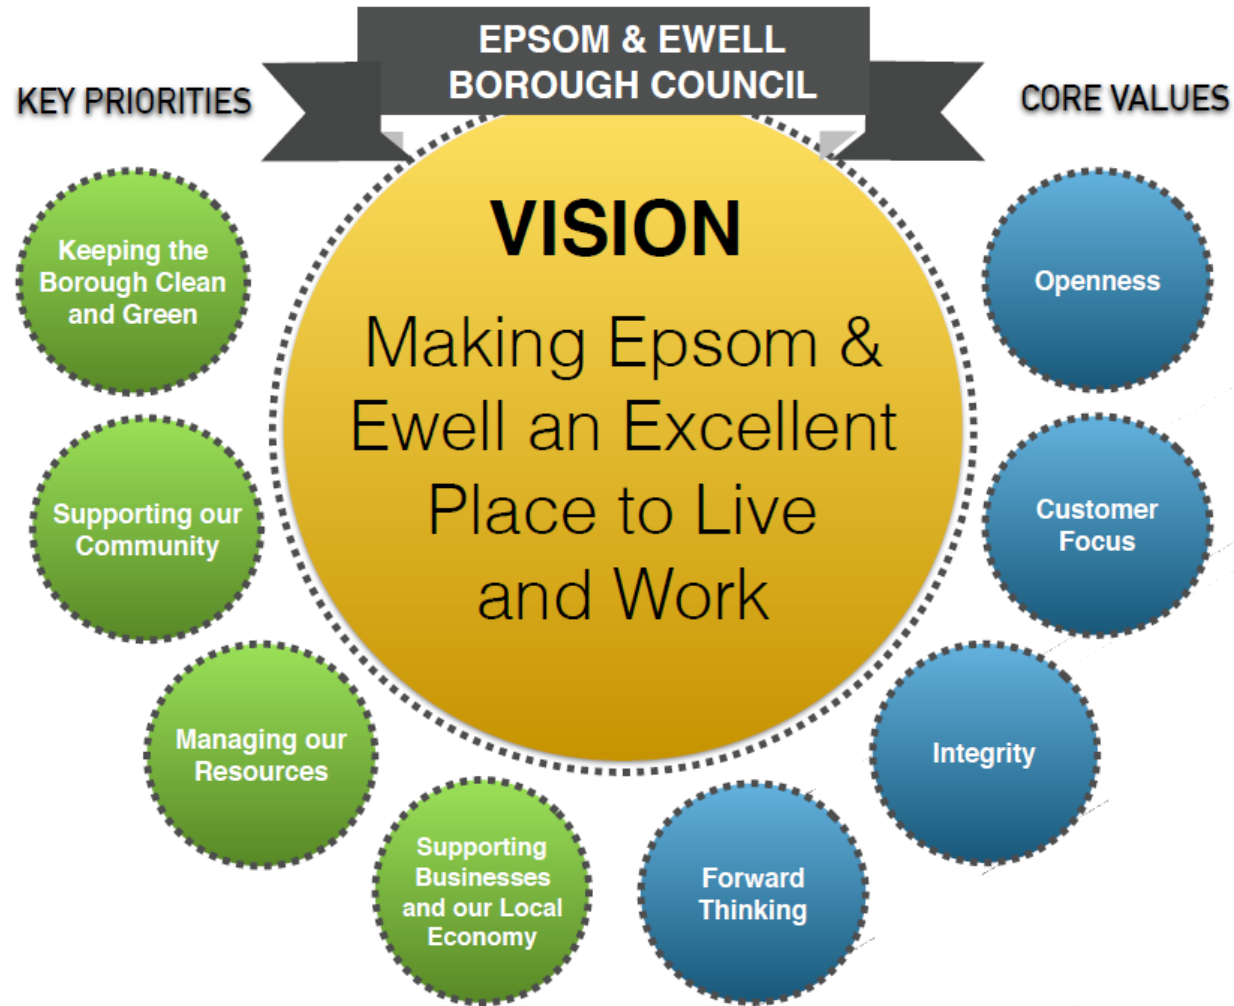 EPSOM & EWELL
BOROUGH COUNCIL
KEY PRIORITIES
CORE VALUES
VISION
Making Epsom &
Ewell an Excellent
Place to Live
and Work
Keeping the
Borough Clean
and Green
Supporting our
Community
Managing our
Resources
Supporting
Businesses
and our Local
Economy
Openness
Customer
Focus
Integrity
Forward
Thinking